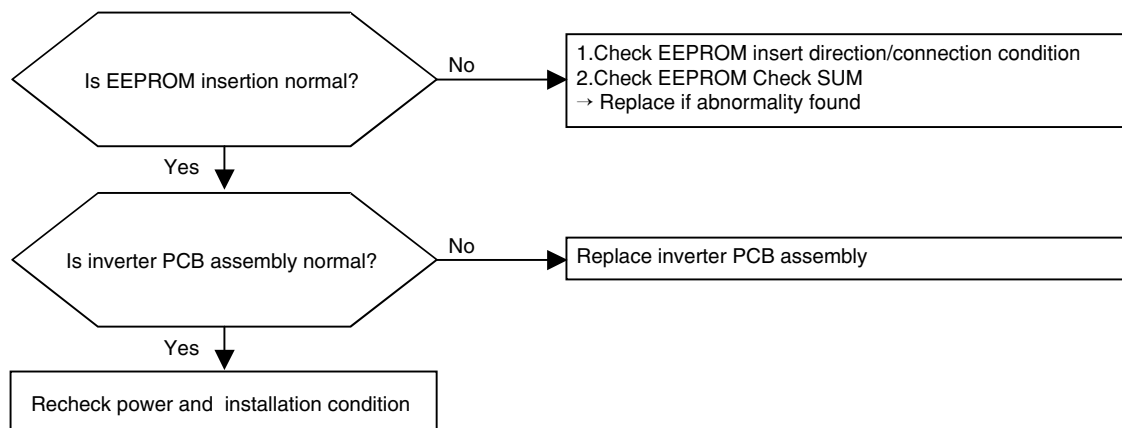 Is EEPROM insertion normal?
No
1.Check EEPROM insert direction/connection condition
2.Check EEPROM Check SUM
→ Replace if abnormality found
Yes
Is inverter PCB assembly normal?
No
Replace inverter PCB assembly
Yes
Recheck power and installation condition